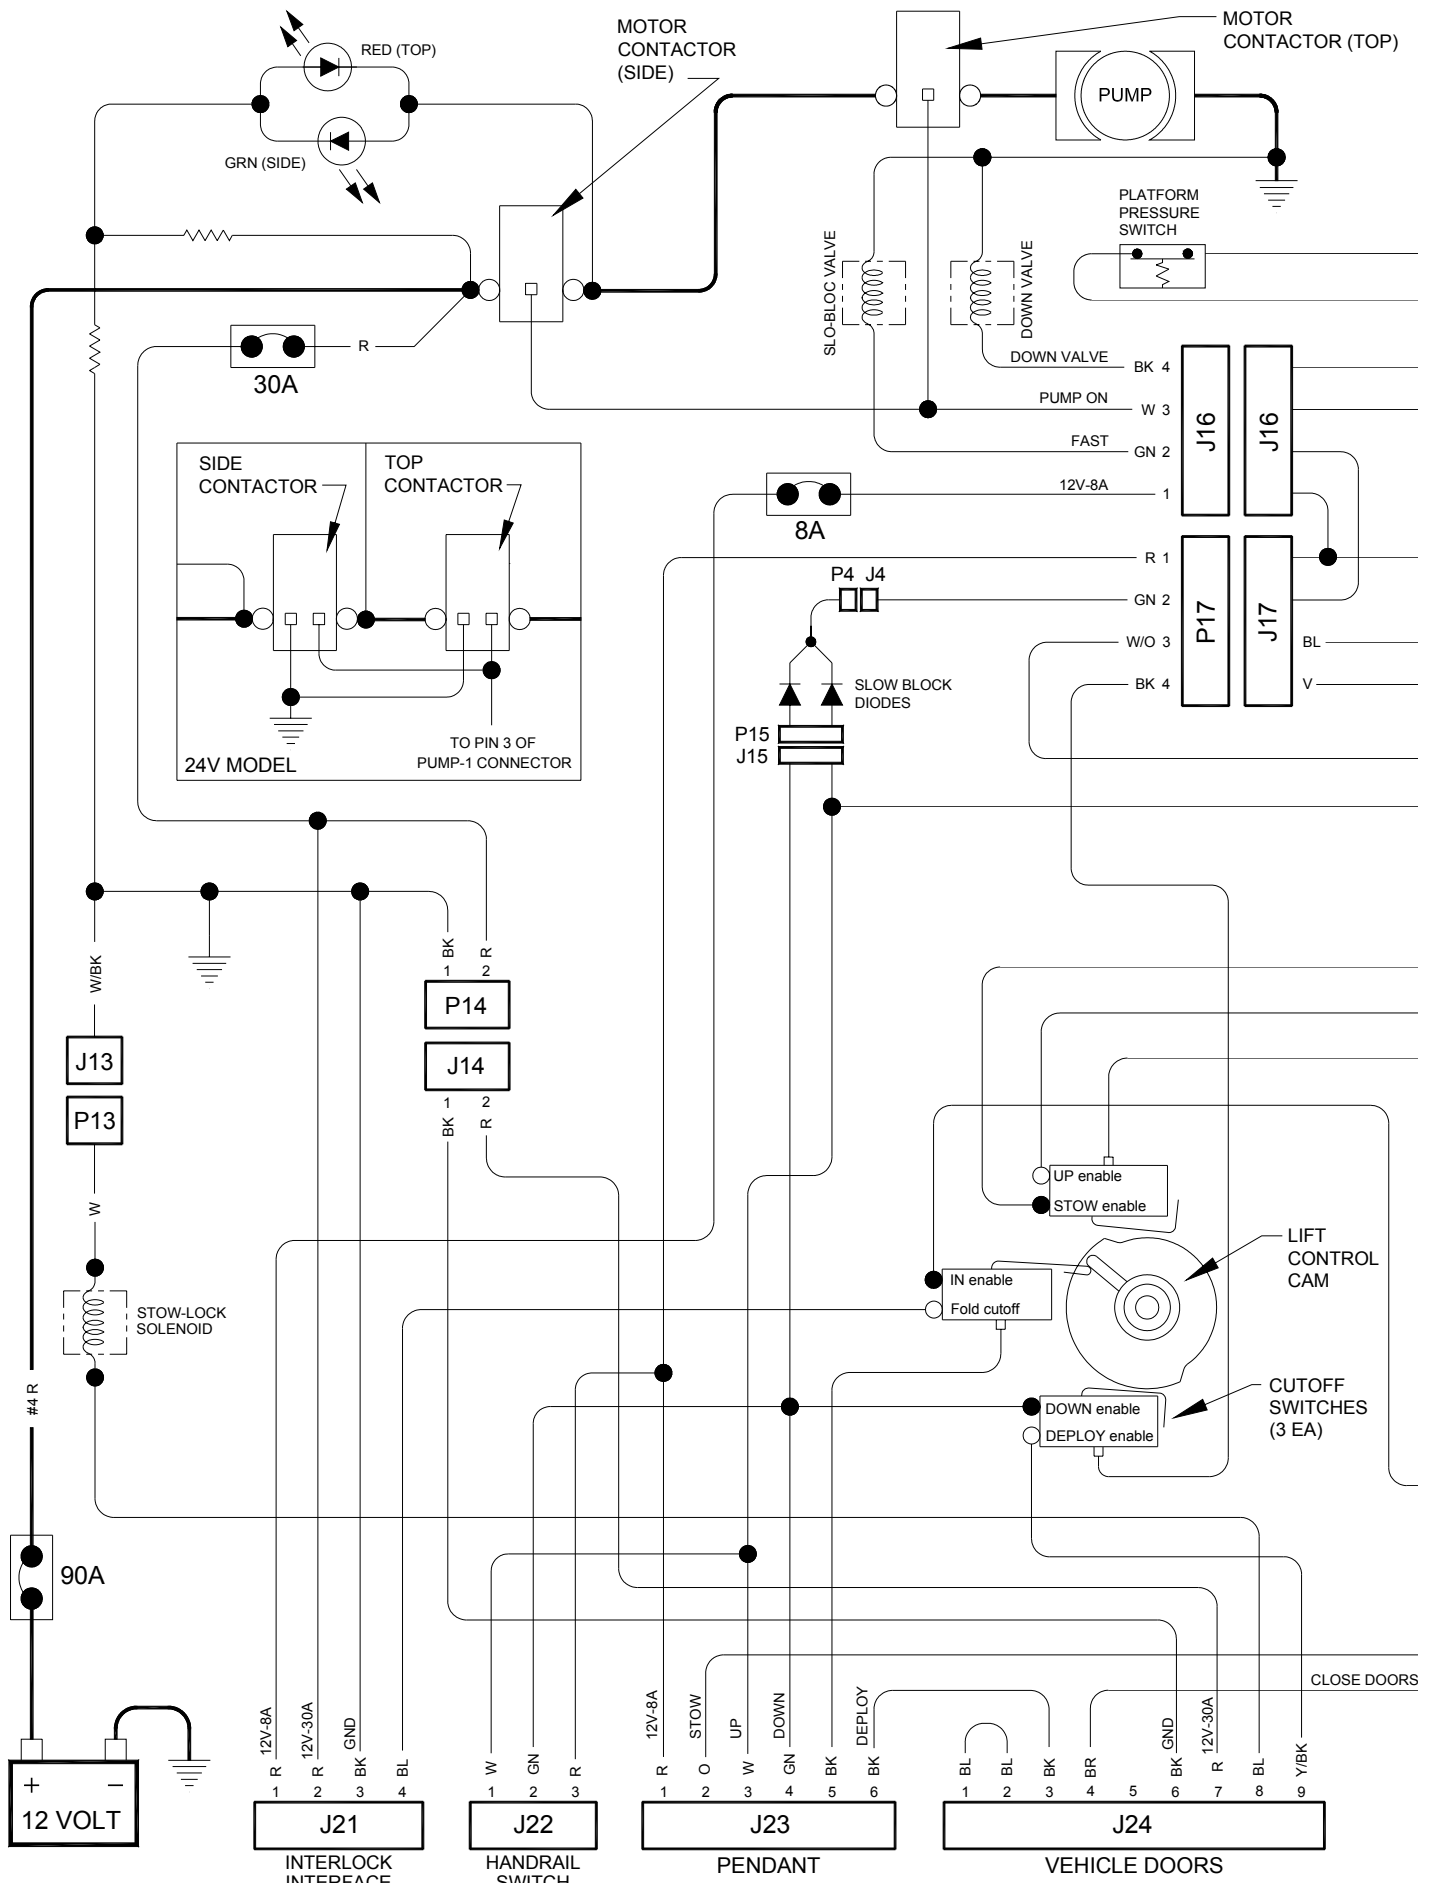 RED (TOP)
GRN (SIDE)
MOTOR
CONTACTOR
(SIDE)
MOTOR
CONTACTOR (TOP)
PUMP
PLATFORM
PRESSURE
SWITCH
SLO-BLOC VALVE
DOWN VALVE
R
30A
DOWN VALVE
BK 4
PUMP ON
W 3
FAST
GN 2
12V-8A
1
J16
J16
8A
SIDE
CONTACTOR
TOP
CONTACTOR
TO PIN 3 OF
PUMP-1 CONNECTOR
24V MODEL
R 1
P4 J4
GN 2
W/O 3
BK 4
P17
J17
BL
V
SLOW BLOCK
DIODES
P15
J15
BK
R
1
2
P14
J14
1
2
BK
R
W/BK
J13
P13
W
STOW-LOCK
SOLENOID
#4 R
90A
+
−
12 VOLT
UP enable
STOW enable
IN enable
Fold cutoff
DOWN enable
DEPLOY enable
LIFT
CONTROL
CAM
CUTOFF
SWITCHES
(3 EA)
CLOSE DOORS
12V-8A
12V-30A
GND
R
R
BK
BL
1
2
3
4
J21
INTERLOCK
INTERFACE
W
GN
R
1
2
3
J22
HANDRAIL
SWITCH
12V-8A
STOW
UP
DOWN
DEPLOY
R
O
W
GN
BK
BK
1
2
3
4
5
6
J23
PENDANT
GND
12V-30A
BL
BL
BK
BR
BK
R
BL
Y/BK
1
2
3
4
5
6
7
8
9
J24
VEHICLE DOORS